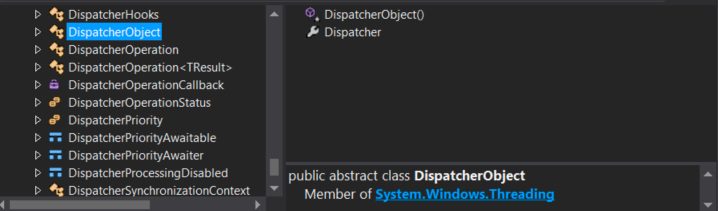 DispatcherHooks
DispatcherObject
DispatcherOperation
DispatcherOperation<TResult>
DispatcherOperationCallback
DispatcherOperationStatus
DispatcherPriority
DispatcherPriorityAwaitable
DispatcherPriorityAwaiter
DispatcherProcessingDisabled
DispatcherSynchronizationContext
DispatcherObject()
Dispatcher
public abstract class DispatcherObject
Member of System.Windows.Threading